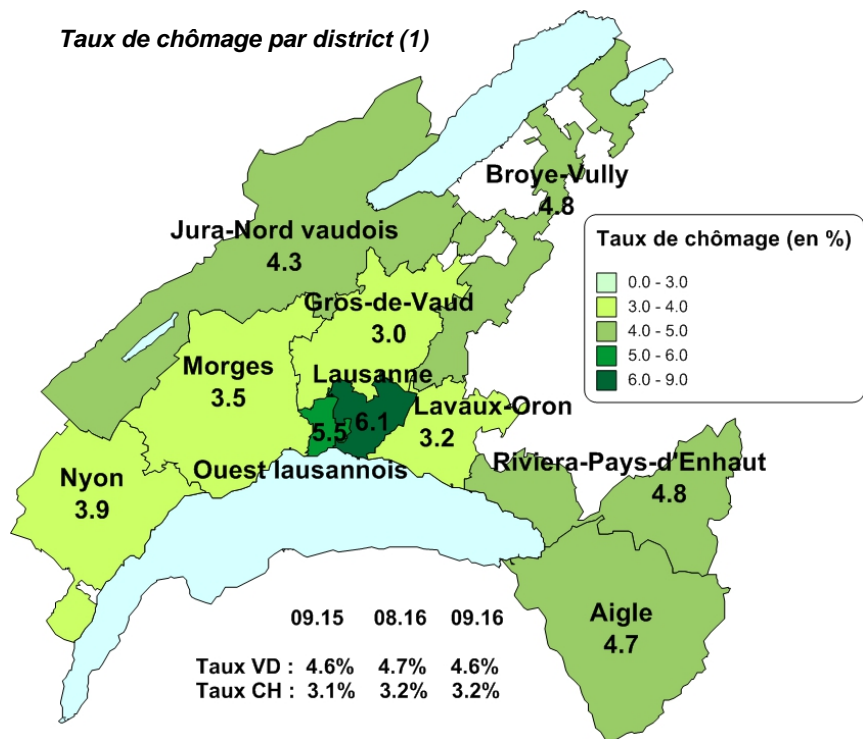 Taux de chômage par district (1)
Broye-Vully
4.8
Jura-Nord vaudois
4.3
Taux de chômage (en %)
0.0 - 3.0
3.0 - 4.0
4.0 - 5.0
5.0 - 6.0
6.0 - 9.0
Gros-de-Vaud
3.0
Morges
3.5
Lausanne
6.1
Lavaux-Oron
3.2
5.5
Ouest lausannois
Riviera-Pays-d'Enhaut
4.8
Nyon
3.9
Aigle
4.7
09.15 08.16 09.16
Taux VD : 4.6% 4.7% 4.6%
Taux CH : 3.1% 3.2% 3.2%